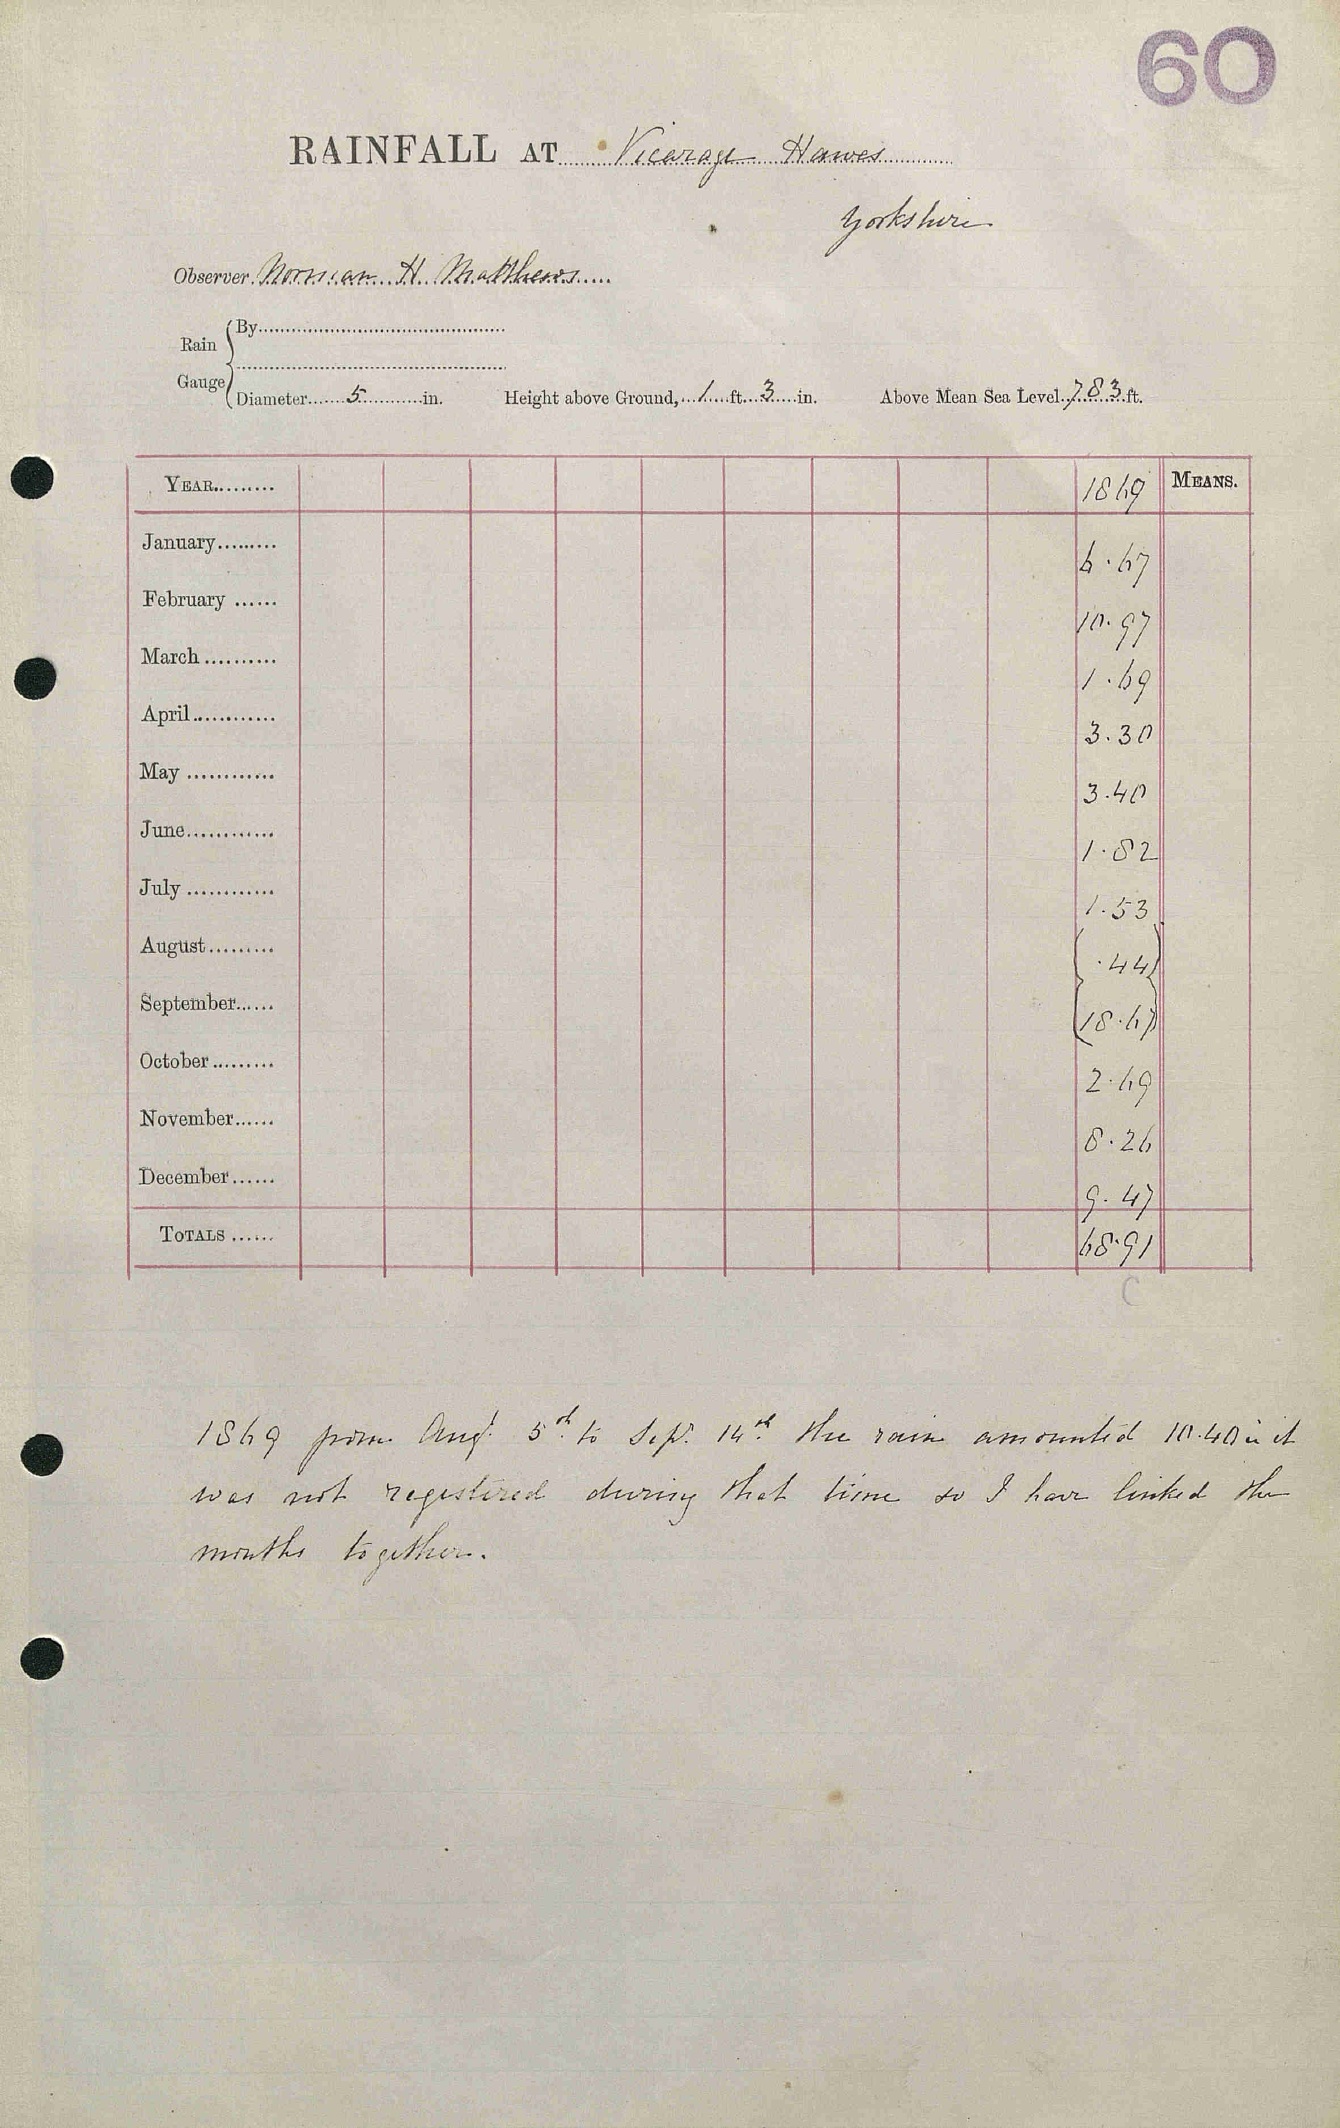 60
RAINFALL AT Vicarage Hawes
Yorkshire
Observer Norman H. Matthews
Rain Gauge { By
Diameter 5 in. Height above Ground, 1 ft. 3 in. Above Mean Sea Level 783 ft.
YEAR 1869 MEANS.
January 6.67
February 10.97
March 1.69
April 3.30
May 3.40
June 1.82
July 1.53
August .44
September 18.67
October 2.69
November 8.26
December 9.47
TOTALS 68.91
C
1869 from Augt. 5th to Sep. 14th the rain amounted 10.40 in it
was not registered during that time so I have linked the
months together.